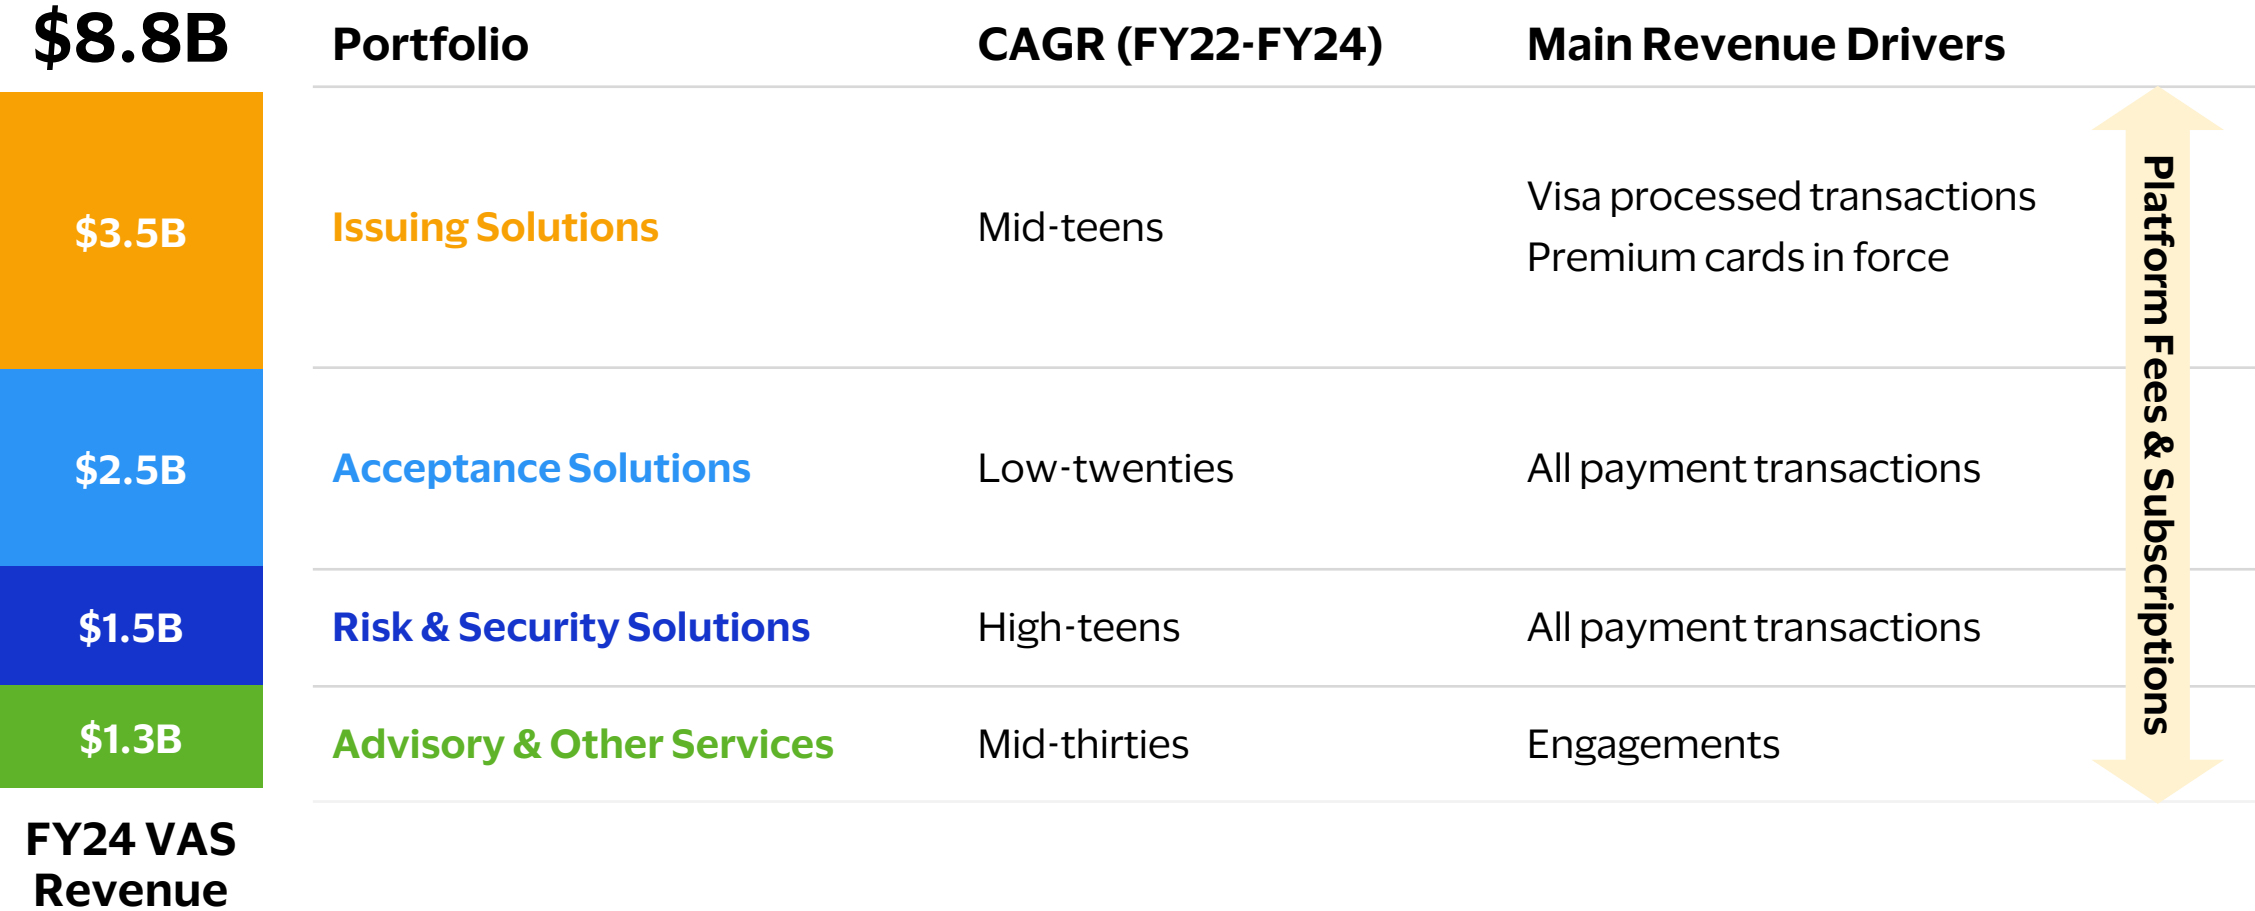 $8.8B
Portfolio
CAGR (FY22-FY24)
Main Revenue Drivers
$3.5B
Issuing Solutions
Mid-teens
Visa processed transactions
Premium cards in force
$2.5B
Acceptance Solutions
Low-twenties
All payment transactions
$1.5B
Risk & Security Solutions
High-teens
All payment transactions
$1.3B
Advisory & Other Services
Mid-thirties
Engagements
Platform Fees & Subscriptions
FY24 VAS
Revenue